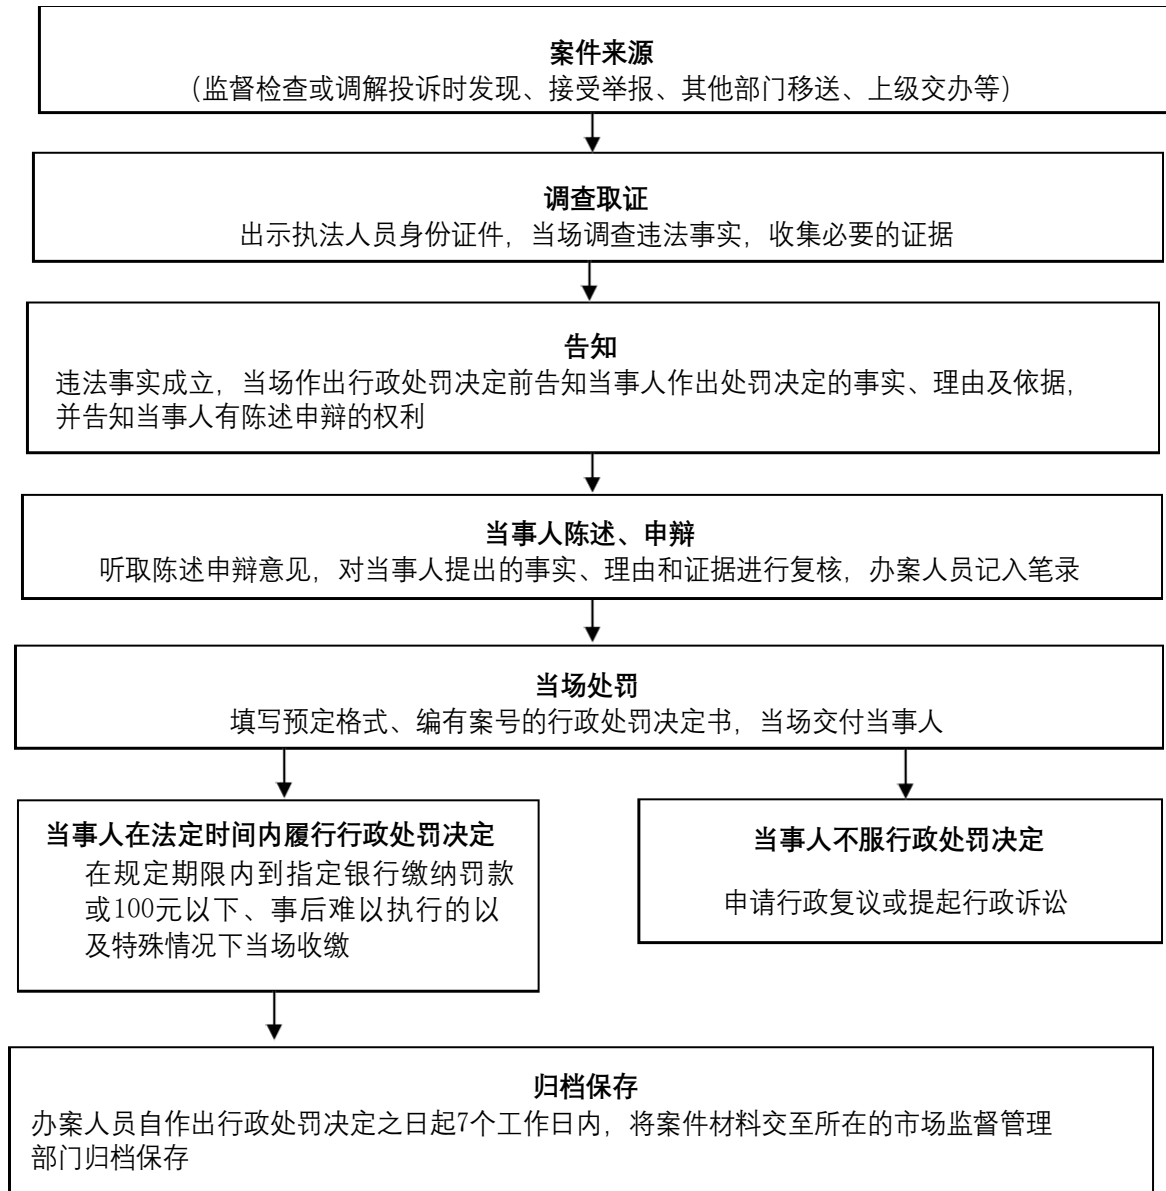 案件来源
（监督检查或调解投诉时发现、接受举报、其他部门移送、上级交办等）
调查取证
出示执法人员身份证件，当场调查违法事实，收集必要的证据
告知
违法事实成立，当场作出行政处罚决定前告知当事人作出处罚决定的事实、理由及依据，
并告知当事人有陈述申辩的权利
当事人陈述、申辩
听取陈述申辩意见，对当事人提出的事实、理由和证据进行复核，办案人员记入笔录
当场处罚
填写预定格式、编有案号的行政处罚决定书，当场交付当事人
当事人在法定时间内履行行政处罚决定
在规定期限内到指定银行缴纳罚款
或100元以下、事后难以执行的以
及特殊情况下当场收缴
当事人不服行政处罚决定
申请行政复议或提起行政诉讼
归档保存
办案人员自作出行政处罚决定之日起7个工作日内，将案件材料交至所在的市场监督管理
部门归档保存